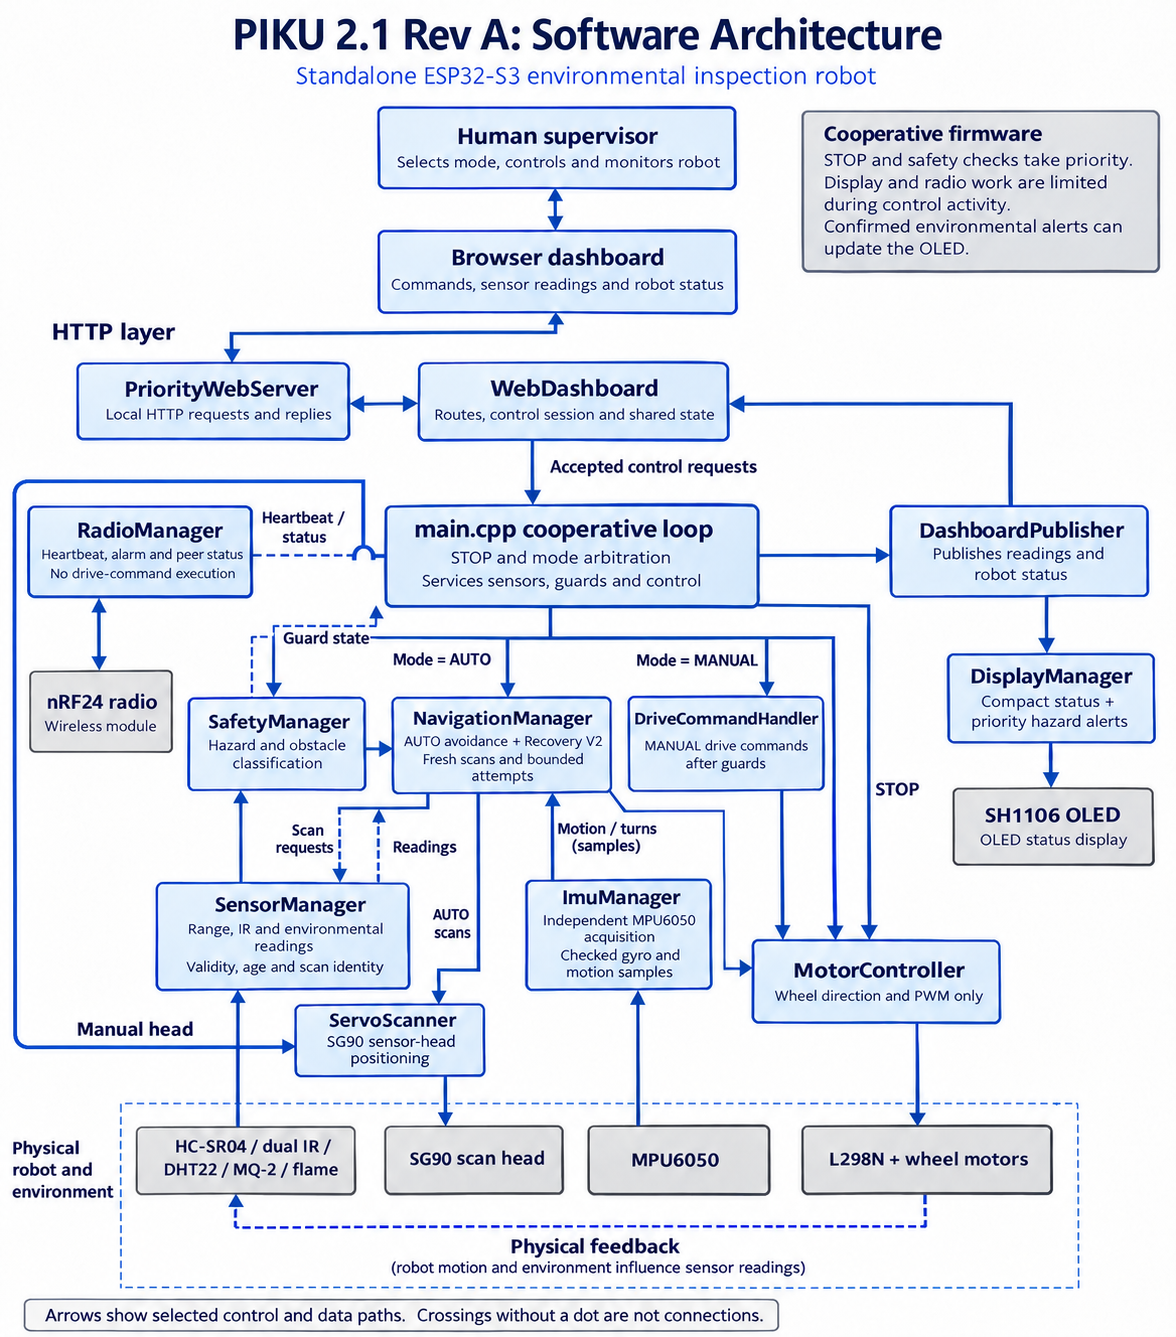 PIKU 2.1 Rev A: Software Architecture
Standalone ESP32-S3 environmental inspection robot
Human supervisor
Selects mode, controls and monitors robot
Cooperative firmware
STOP and safety checks take priority.
Display and radio work are limited
during control activity.
Confirmed environmental alerts can
update the OLED.
Browser dashboard
Commands, sensor readings and robot status
HTTP layer
PriorityWebServer
Local HTTP requests and replies
WebDashboard
Routes, control session and shared state
Accepted control requests
RadioManager
Heartbeat, alarm and peer status
No drive-command execution
Heartbeat /
status
main.cpp cooperative loop
STOP and mode arbitration
Services sensors, guards and control
DashboardPublisher
Publishes readings and
robot status
Guard state
Mode = AUTO
Mode = MANUAL
nRF24 radio
Wireless module
SafetyManager
Hazard and obstacle
classification
NavigationManager
AUTO avoidance + Recovery V2
Fresh scans and bounded
attempts
DriveCommandHandler
MANUAL drive commands
after guards
DisplayManager
Compact status +
priority hazard alerts
STOP
SH1106 OLED
OLED status display
Scan
requests
Readings
Motion / turns
(samples)
SensorManager
Range, IR and environmental
readings
Validity, age and scan identity
AUTO
scans
ImuManager
Independent MPU6050
acquisition
Checked gyro and
motion samples
MotorController
Wheel direction and PWM only
Manual head
ServoScanner
SG90 sensor-head
positioning
Physical
robot and
environment
HC-SR04 / dual IR /
DHT22 / MQ-2 / flame
SG90 scan head
MPU6050
L298N + wheel motors
Physical feedback
(robot motion and environment influence sensor readings)
Arrows show selected control and data paths. Crossings without a dot are not connections.